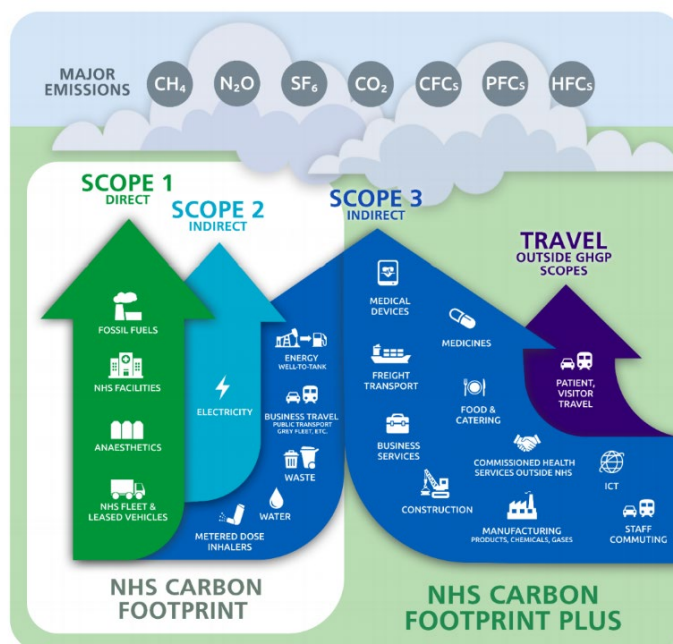 MAJOR
EMISSIONS
CH₄
N₂O
SF₆
CO₂
CFCs
PFCs
HFCs
SCOPE 1
DIRECT
SCOPE 2
INDIRECT
SCOPE 3
INDIRECT
TRAVEL
OUTSIDE GHGP
SCOPES
FOSSIL FUELS
NHS FACILITIES
ANAESTHETICS
NHS FLEET &
LEASED VEHICLES
ELECTRICITY
ENERGY
WELL-TO-TANK
BUSINESS TRAVEL
PUBLIC TRANSPORT
GREY FLEET, ETC.
WASTE
WATER
METERED DOSE
INHALERS
MEDICAL
DEVICES
MEDICINES
FREIGHT
TRANSPORT
FOOD &
CATERING
BUSINESS
SERVICES
COMMISSIONED HEALTH
SERVICES OUTSIDE NHS
ICT
CONSTRUCTION
MANUFACTURING
PRODUCTS, CHEMICALS, GASES
STAFF
COMMUTING
PATIENT,
VISITOR
TRAVEL
NHS CARBON
FOOTPRINT
NHS CARBON
FOOTPRINT PLUS